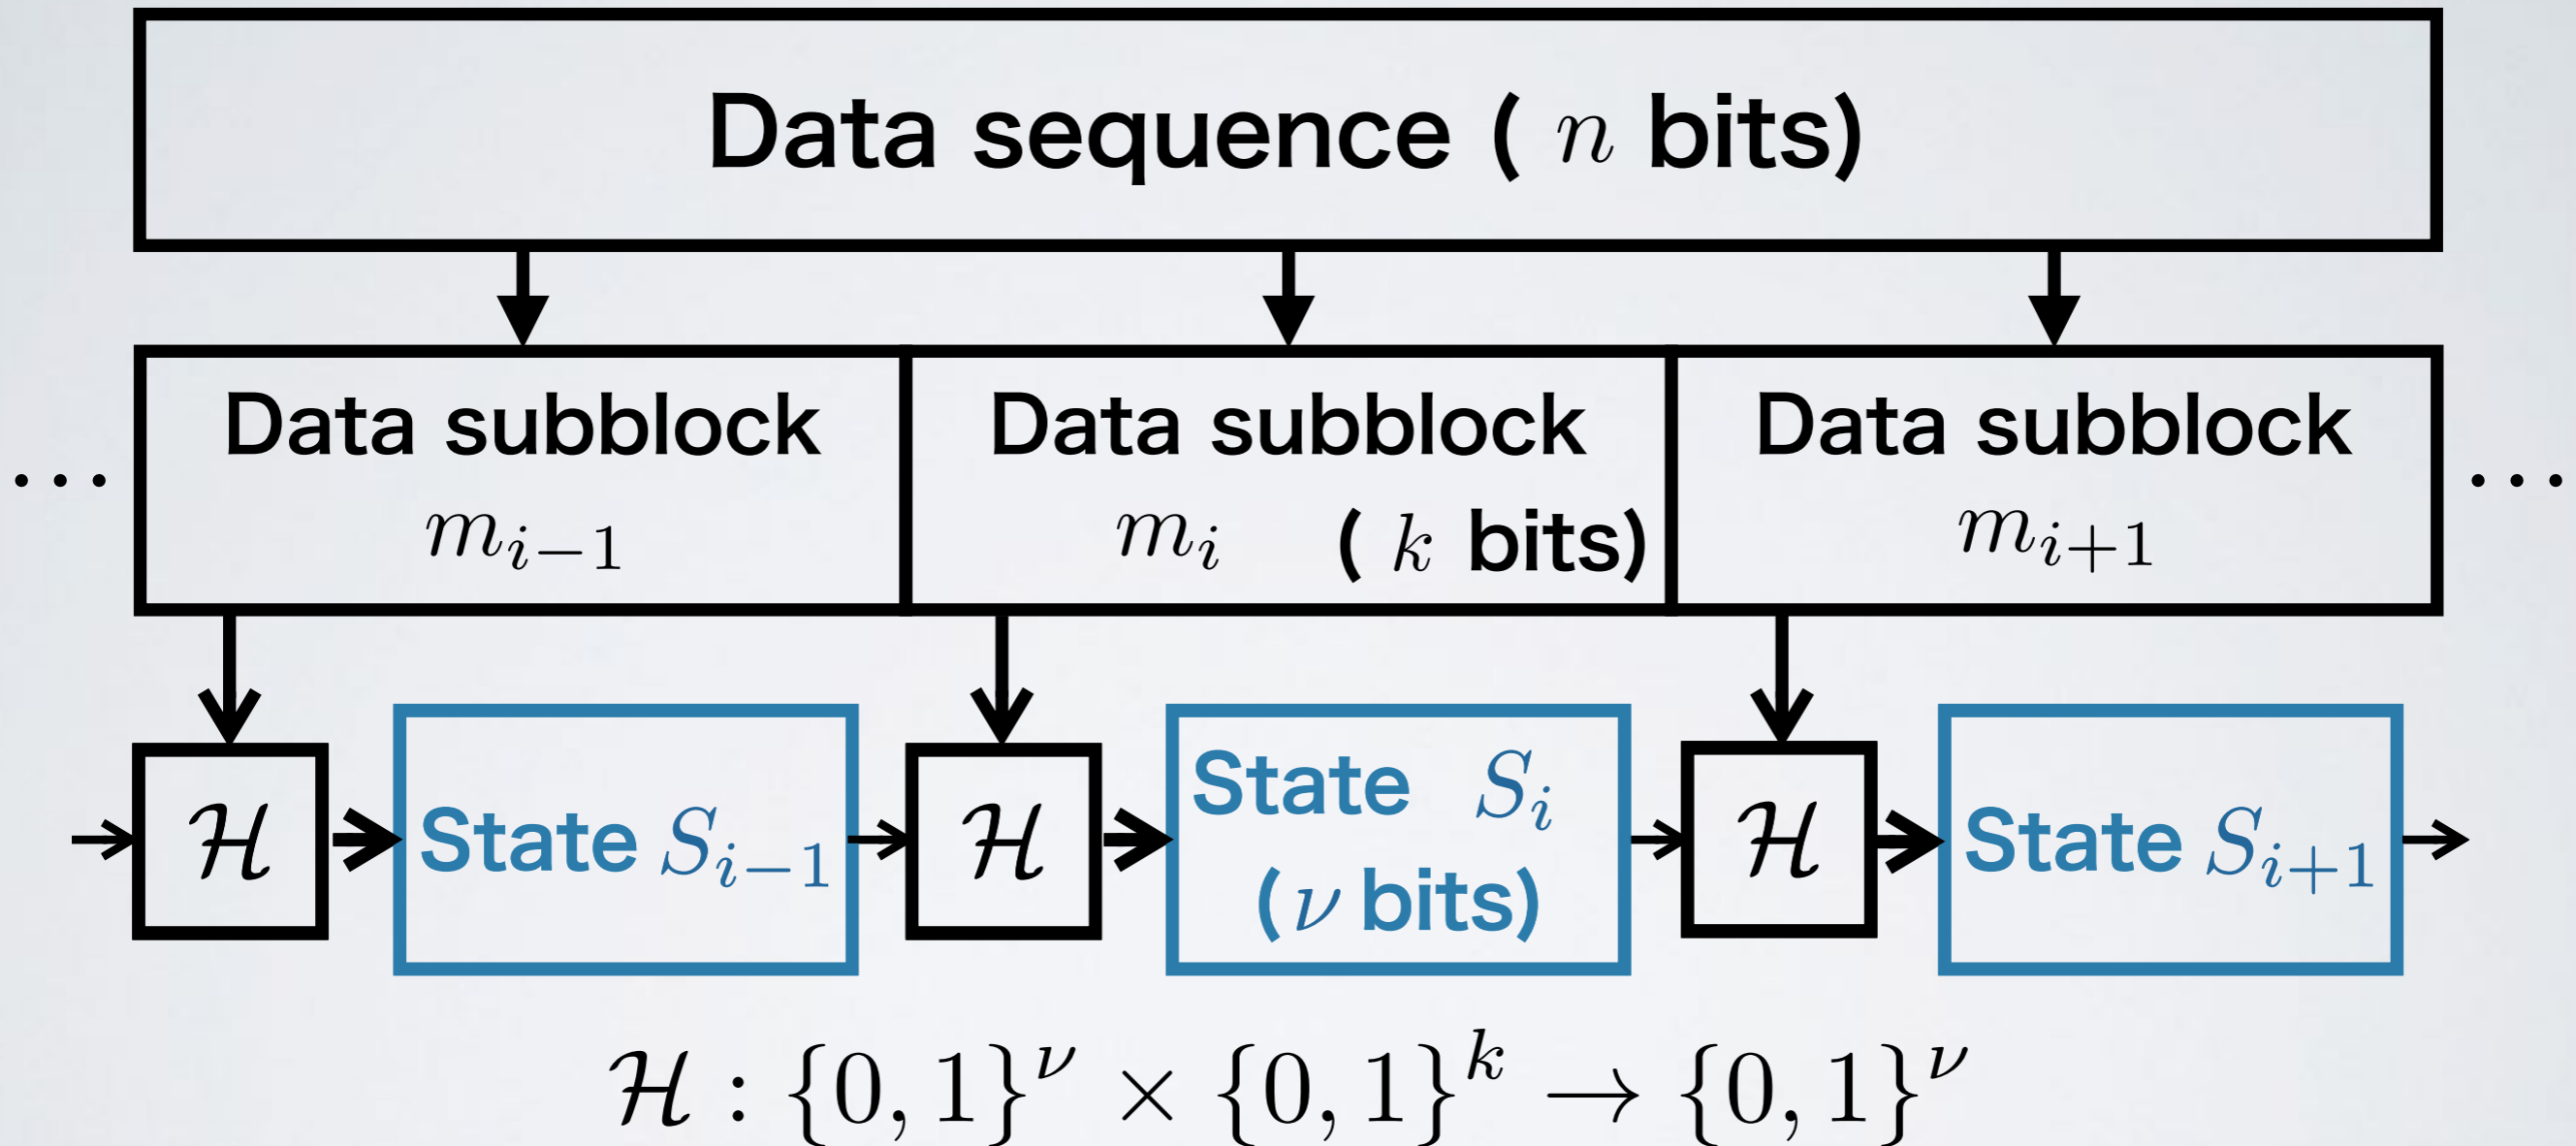 Data sequence ( n bits)
Data subblock Data subblock Data subblock
··· m_{i−1} m_i ( k bits) m_{i+1} ···
ℋ State S_{i−1} ℋ State S_i ℋ State S_{i+1}
(ν bits)
ℋ : {0, 1}^ν × {0, 1}^k → {0, 1}^ν